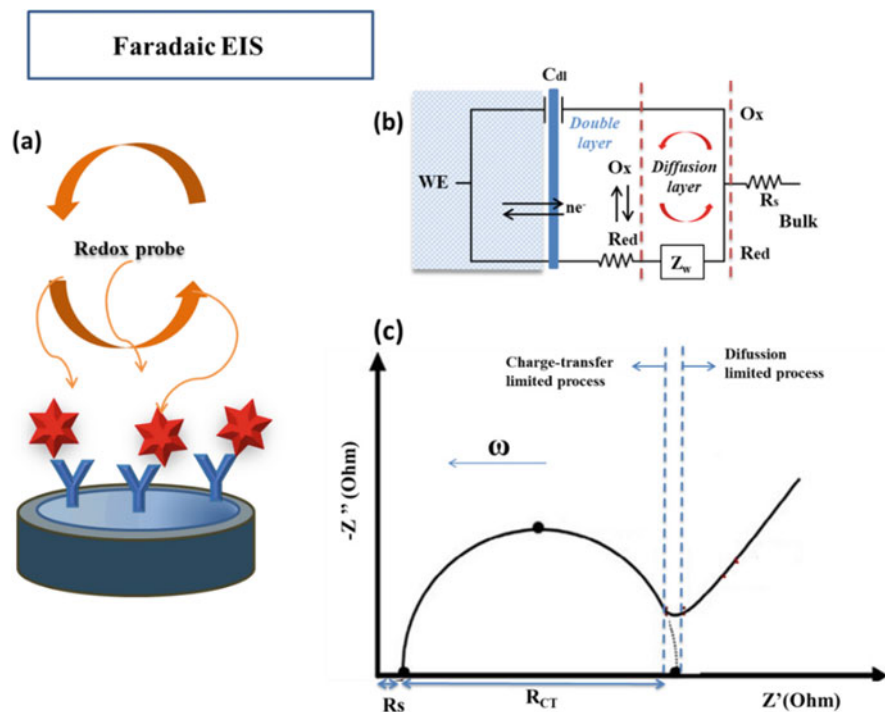 Faradaic EIS
(a)
Redox probe
(b)
Cdl
Double
layer
WE
ne-
Ox
Red
Diffusion
layer
Zw
Ox
Rs
Bulk
Red
(c)
Charge-transfer
limited process
Difussion
limited process
ω
-Z” (Ohm)
Rs
RCT
Z’(Ohm)